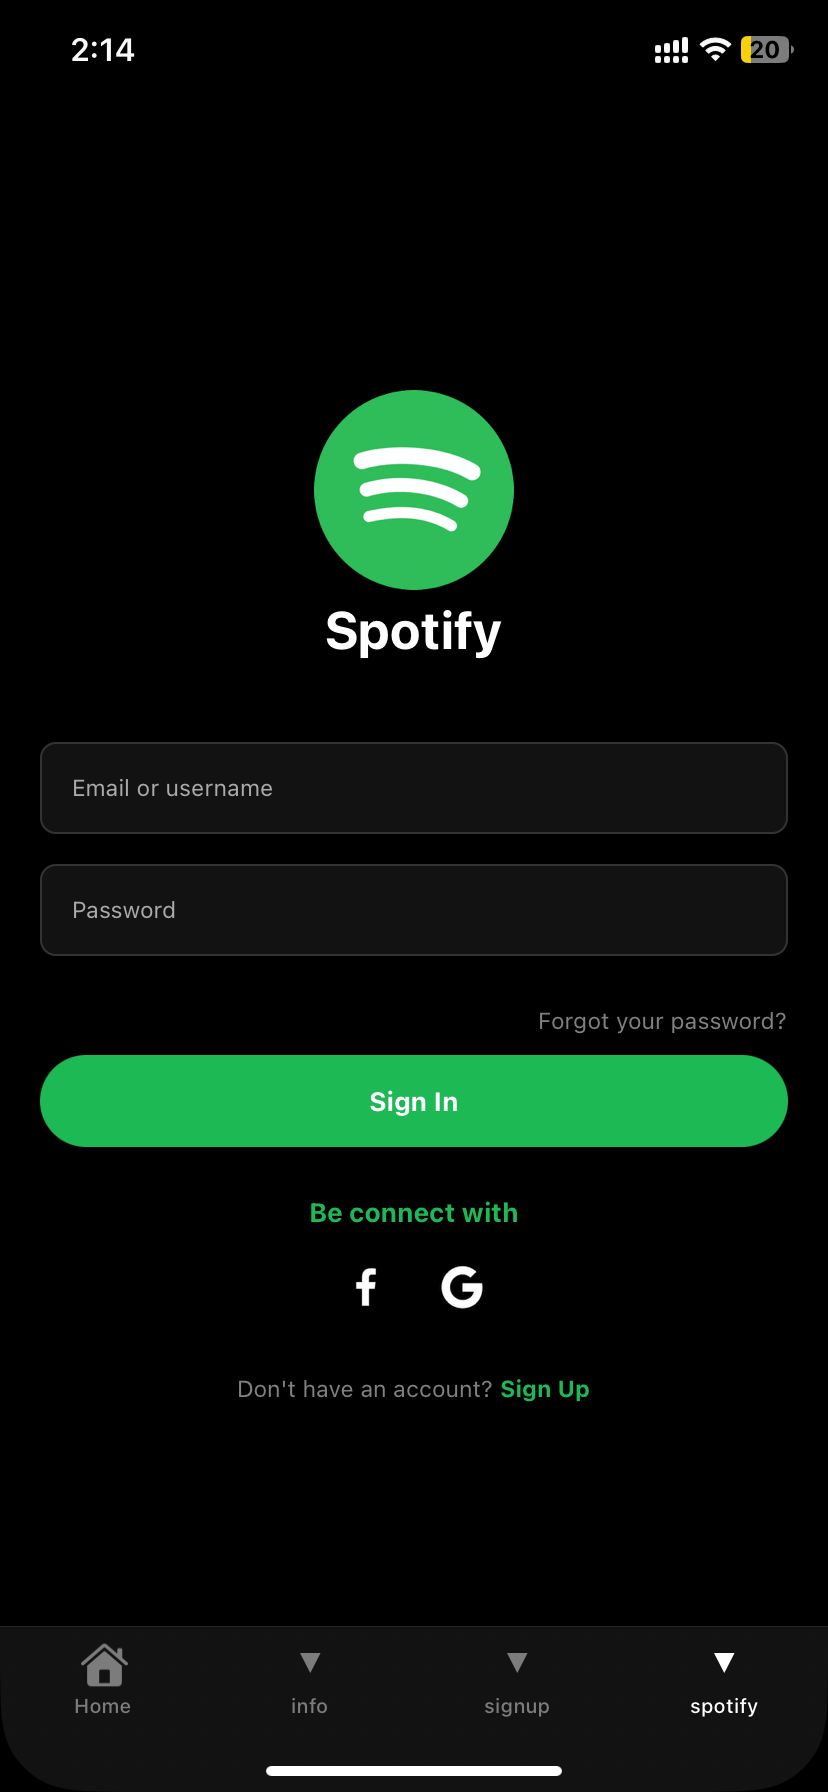 2:14
20
Spotify
Email or username
Password
Forgot your password?
Sign In
Be connect with
f G
Don't have an account? Sign Up
Home
info
signup
spotify